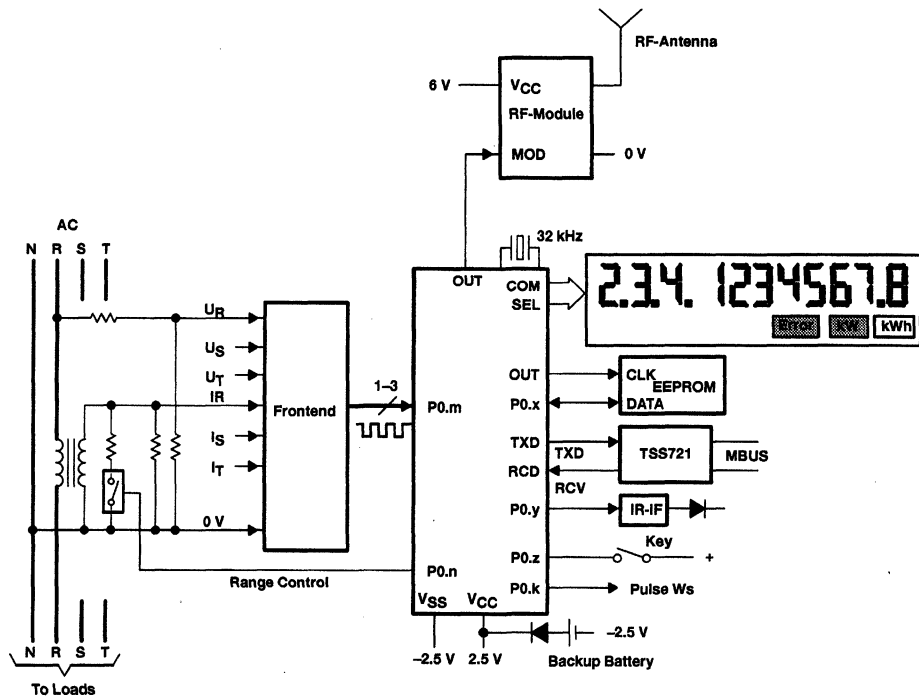 RF-Antenna
6 V
VCC
RF-Module
MOD
0 V
AC
N R S T
32 kHz
OUT
COM
SEL
2.3.4. 1234567.8
Error kW kWh
UR
US
UT
IR
IS
IT
0 V
Frontend
1–3
P0.m
OUT
CLK
EEPROM
P0.x
DATA
TXD
TXD
TSS721
MBUS
RCD
RCV
P0.y
IR-IF
Key
P0.z
+
P0.k
Pulse Ws
P0.n
Range Control
VSS VCC
–2.5 V 2.5 V
–2.5 V
Backup Battery
N R S T
To Loads